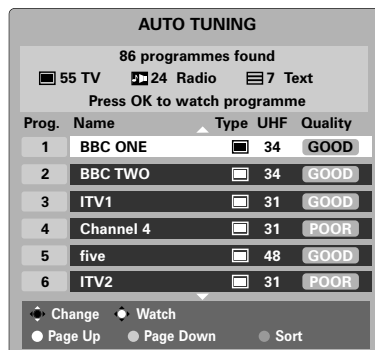 AUTO TUNING
86 programmes found
55 TV 24 Radio 7 Text
Press OK to watch programme
Prog. Name Type UHF Quality
1 BBC ONE 34 GOOD
2 BBC TWO 34 GOOD
3 ITV1 31 GOOD
4 Channel 4 31 POOR
5 five 48 GOOD
6 ITV2 31 POOR
Change Watch
Page Up Page Down Sort